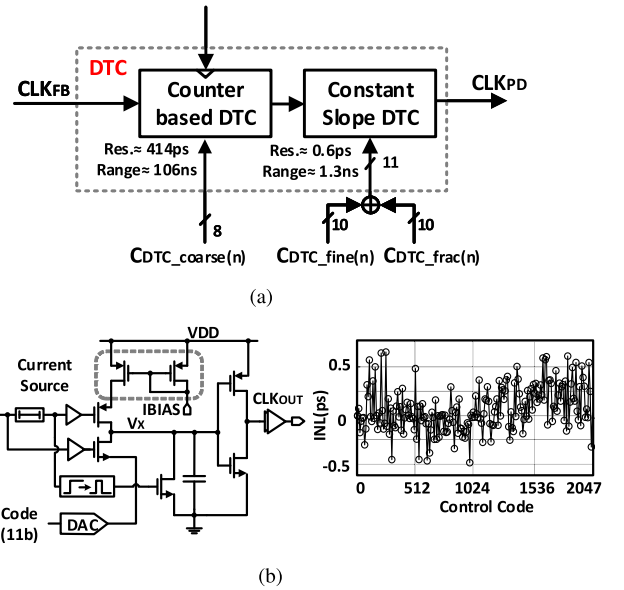 DTC
CLKFB
Counter
based DTC
Constant
Slope DTC
CLKPD
Res.≈ 414ps
Range≈ 106ns
Res.≈ 0.6ps
Range≈ 1.3ns
11
8
10
10
CDTC_coarse(n)
CDTC_fine(n)
CDTC_frac(n)
(a)
VDD
Current
Source
IBIAS
VX
CLKOUT
Code
(11b)
DAC
INL(ps)
0.5
0
-0.5
0 512 1024 1536 2047
Control Code
(b)